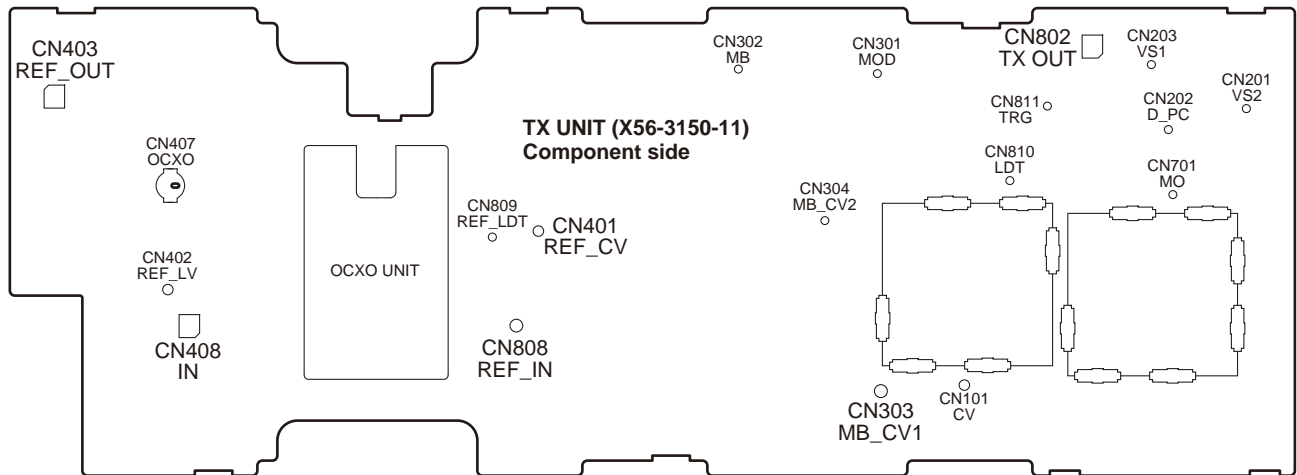 CN403
REF_OUT
CN407
OCXO
CN402
REF_LV
CN408
IN
OCXO UNIT
TX UNIT (X56-3150-11)
Component side
CN809
REF_LDT
CN401
REF_CV
CN808
REF_IN
CN302
MB
CN301
MOD
CN802
TX OUT
CN203
VS1
CN201
VS2
CN811
TRG
CN202
D_PC
CN810
LDT
CN701
MO
CN304
MB_CV2
CN303
MB_CV1
CN101
CV